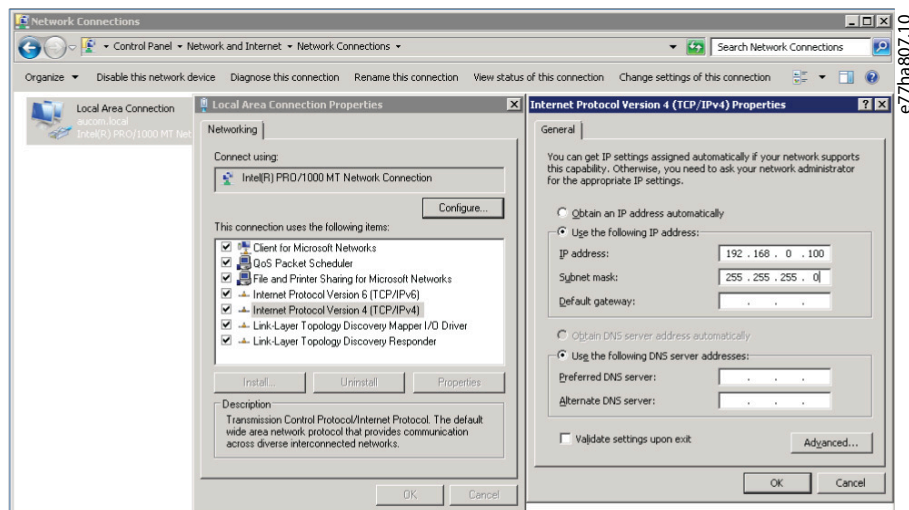 Network Connections
Control Panel Network and Internet Network Connections
Search Network Connections
Organize Disable this network device Diagnose this connection Rename this connection View status of this connection Change settings of this connection
Local Area Connection
aucom.local
Intel(R) PRO/1000 MT Net
Local Area Connection Properties
Networking
Connect using:
Intel(R) PRO/1000 MT Network Connection
Configure...
This connection uses the following items:
Client for Microsoft Networks
QoS Packet Scheduler
File and Printer Sharing for Microsoft Networks
Internet Protocol Version 6 (TCP/IPv6)
Internet Protocol Version 4 (TCP/IPv4)
Link-Layer Topology Discovery Mapper I/O Driver
Link-Layer Topology Discovery Responder
Install... Uninstall Properties
Description
Transmission Control Protocol/Internet Protocol. The default
wide area network protocol that provides communication
across diverse interconnected networks.
OK Cancel
Internet Protocol Version 4 (TCP/IPv4) Properties
General
You can get IP settings assigned automatically if your network supports
this capability. Otherwise, you need to ask your network administrator
for the appropriate IP settings.
Obtain an IP address automatically
Use the following IP address:
IP address: 192 . 168 . 0 . 100
Subnet mask: 255 . 255 . 255 . 0
Default gateway: . . .
Obtain DNS server address automatically
Use the following DNS server addresses:
Preferred DNS server: . . .
Alternate DNS server: . . .
Validate settings upon exit
Advanced...
OK Cancel
e77ha807.10